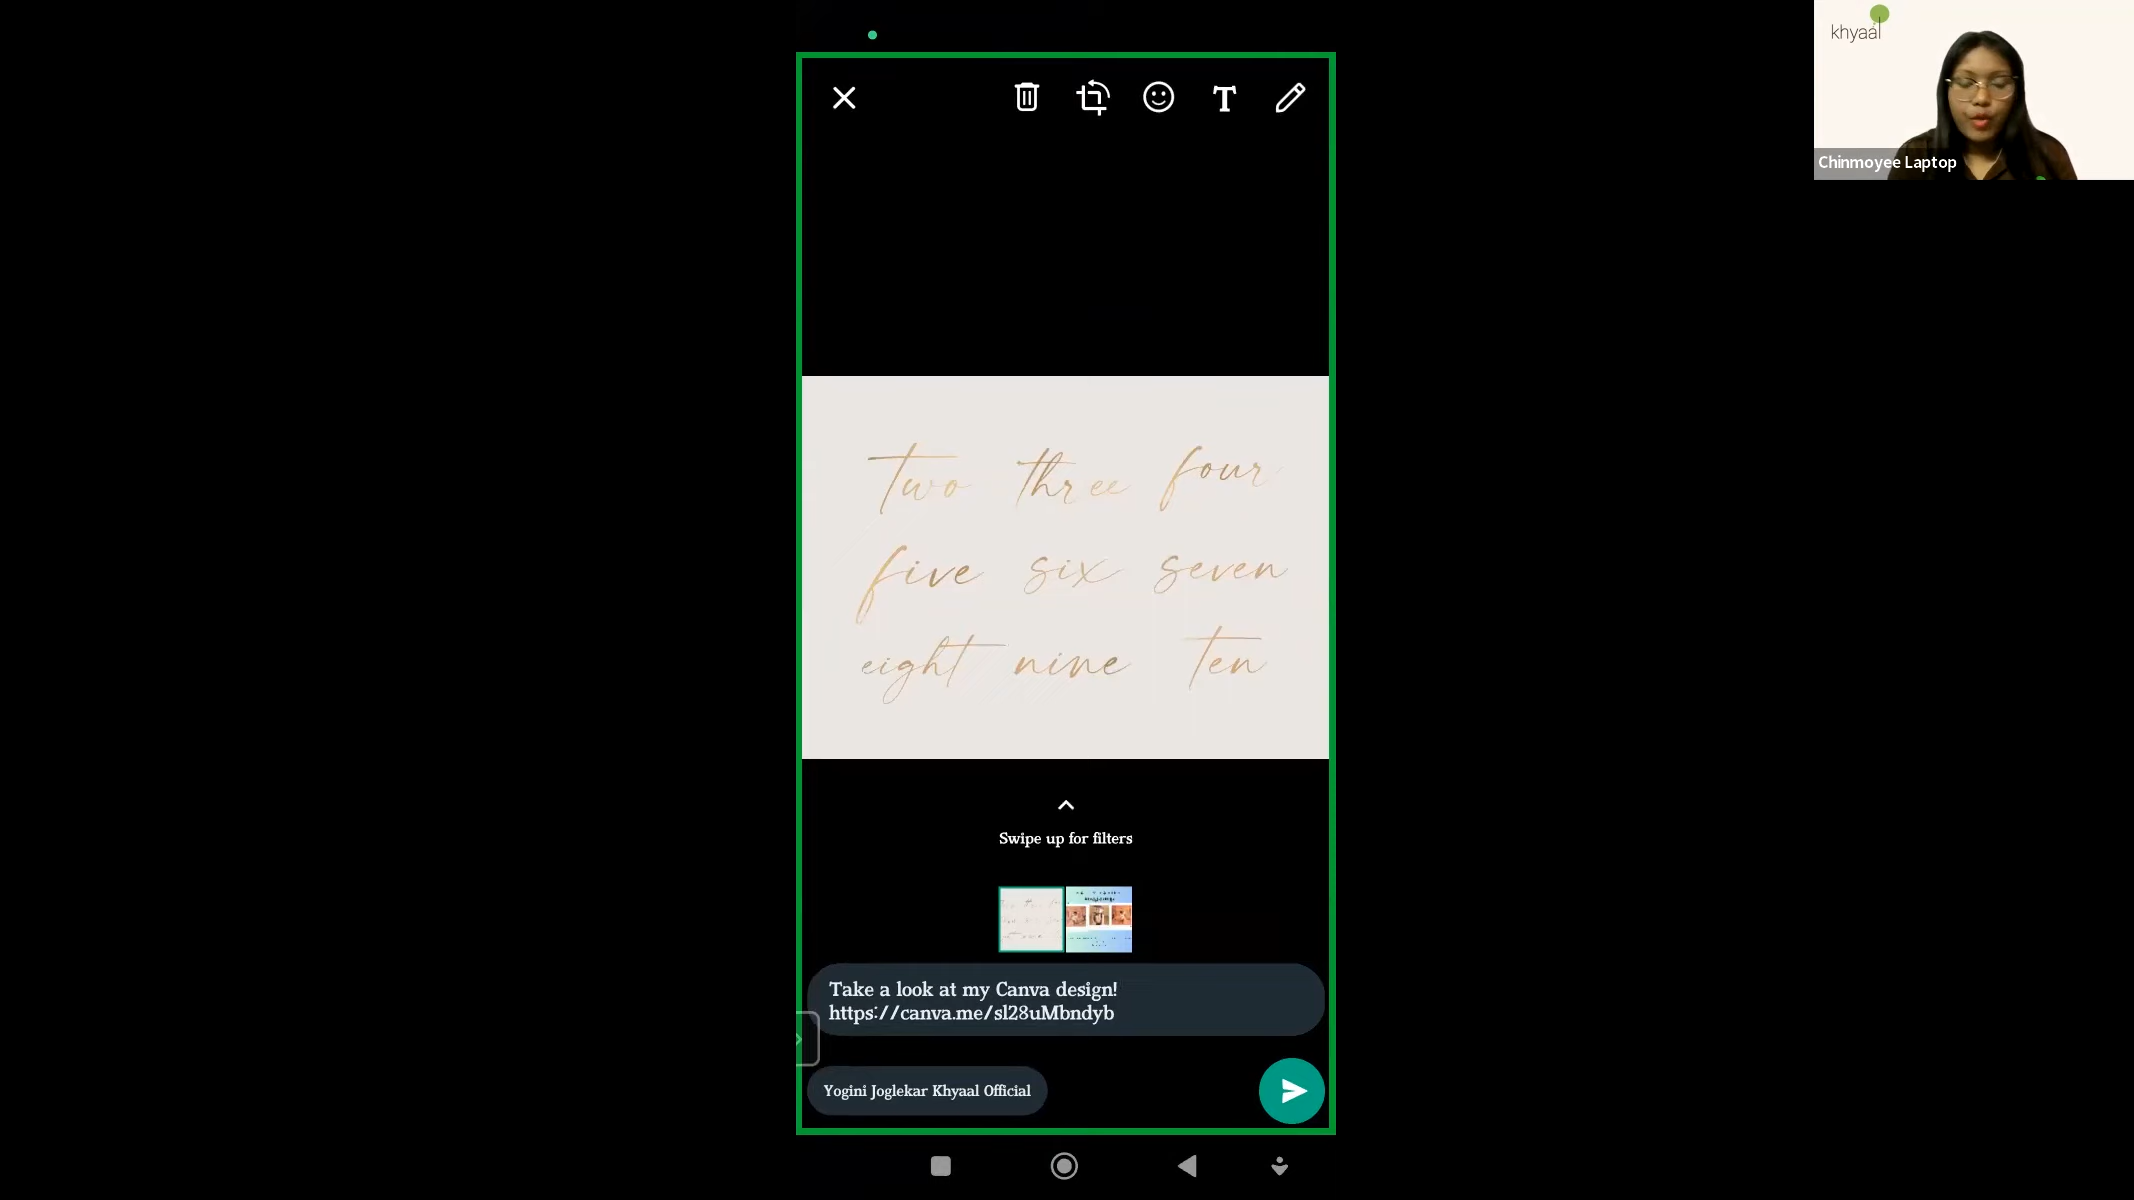 khyaal
Chinmoyee Laptop
T
two three four
five six seven
eight nine ten
Swipe up for filters
Take a look at my Canva design!
https://canva.me/sl28uMbndyb
Yogini Joglekar Khyaal Official